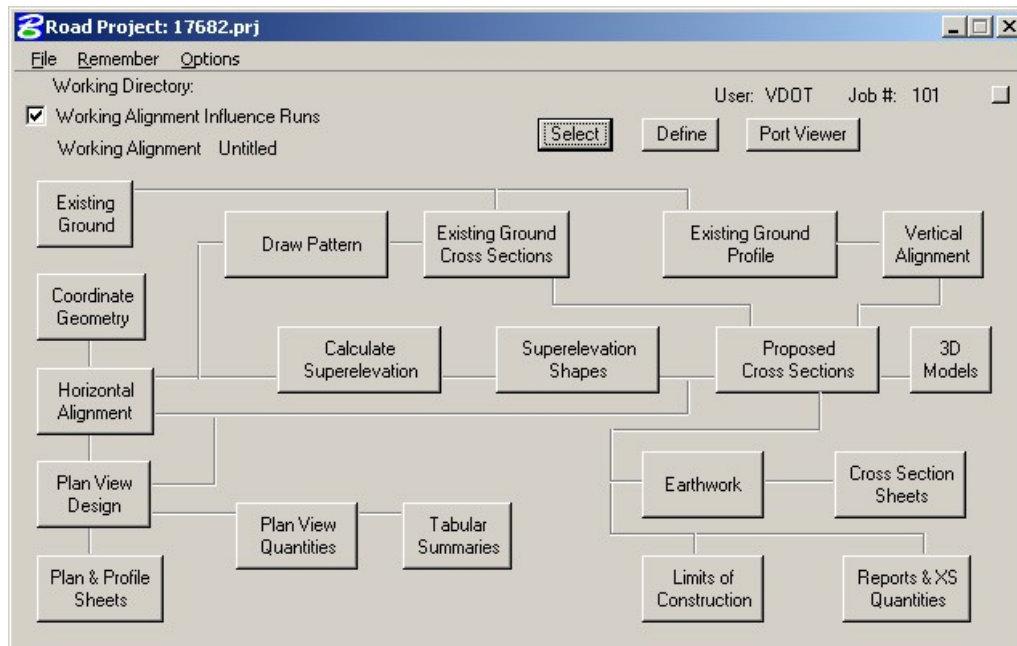 Road Project: 17682.prj
File Remember Options
Working Directory:
User: VDOT Job #: 101
Working Alignment Influence Runs
Working Alignment Untitled
Select Define Port Viewer
Existing
Ground
Draw Pattern
Existing Ground
Cross Sections
Existing Ground
Profile
Vertical
Alignment
Coordinate
Geometry
Calculate
Superelevation
Superelevation
Shapes
Proposed
Cross Sections
3D
Models
Horizontal
Alignment
Plan View
Design
Earthwork
Cross Section
Sheets
Plan View
Quantities
Tabular
Summaries
Plan & Profile
Sheets
Limits of
Construction
Reports & XS
Quantities